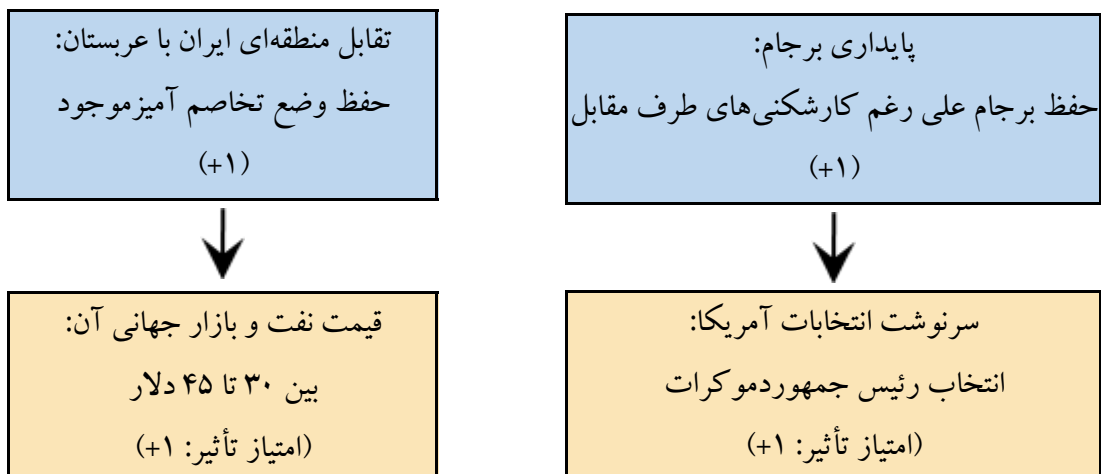 پایداری برجام:
حفظ برجام علی رغم کارشکنی‌های طرف مقابل
(+۱)
تقابل منطقه‌ای ایران با عربستان:
حفظ وضع تخاصم آمیزموجود
(+۱)
سرنوشت انتخابات آمریکا:
انتخاب رئیس جمهوردموکرات
(امتیاز تأثیر: ۱+)
قیمت نفت و بازار جهانی آن:
بین ۳۰ تا ۴۵ دلار
(امتیاز تأثیر: ۱+)